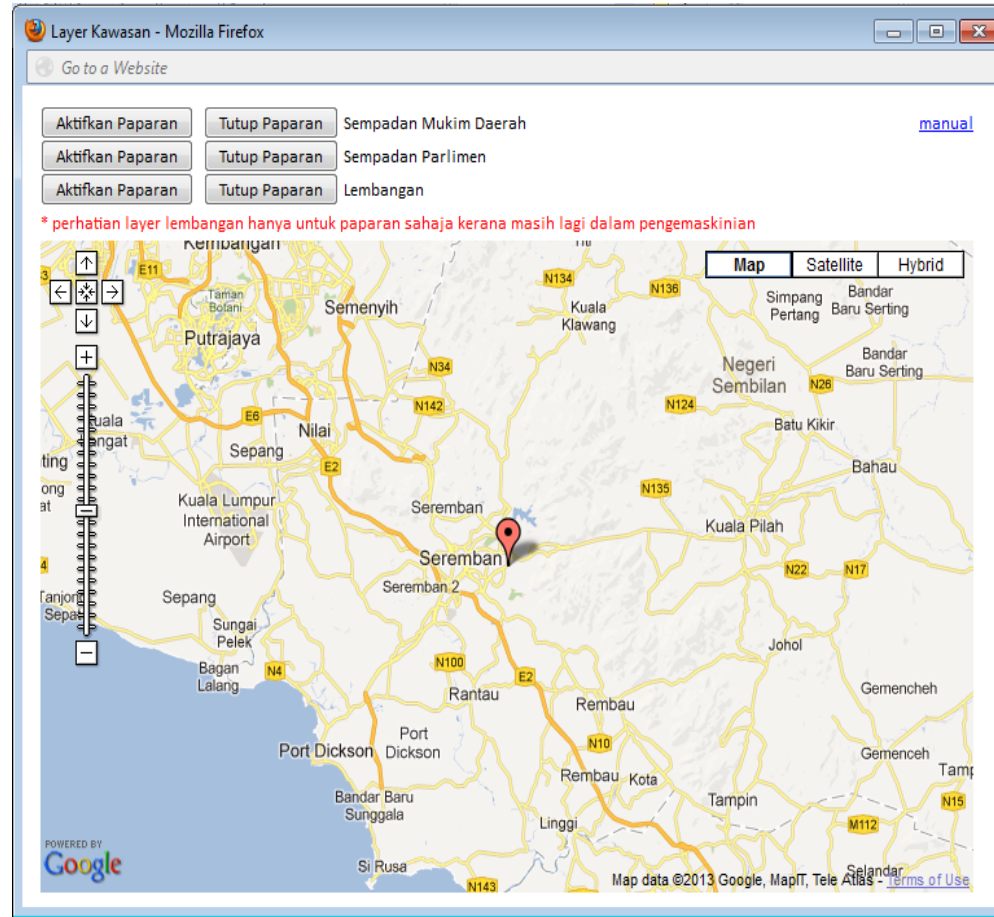 Layer Kawasan - Mozilla Firefox
Go to a Website
Aktifkan Paparan Tutup Paparan Sempadan Mukim Daerah manual
Aktifkan Paparan Tutup Paparan Sempadan Parlimen
Aktifkan Paparan Tutup Paparan Lembangan
* perhatian layer lembangan hanya untuk paparan sahaja kerana masih lagi dalam pengemaskinian
Map Satellite Hybrid
E11
N134
N136
Taman
Botani
Semenyih
Kuala
Klawang
Simpang
Pertang
Bandar
Baru Serting
Putrajaya
N34
Negeri
Sembilan
Bandar
Baru Serting
N26
N142
N124
E6
Nilai
Batu Kikir
Sepang
E2
Bahau
N135
Kuala Lumpur
International
Airport
Seremban
Kuala Pilah
Seremban
Seremban 2
N22
N17
Sepang
Sungai
Pelek
Johol
Bagan
Lalang
N4
N100
E2
Rantau
Rembau
Gemencheh
Port Dickson
Port
Dickson
N10
Gemenceh
Rembau
Kota
Bandar Baru
Sunggala
Tampin
N15
Linggi
M112
POWERED BY
Google
Si Rusa
N143
Selandar
Map data ©2013 Google, MapIT, Tele Atlas - Terms of Use